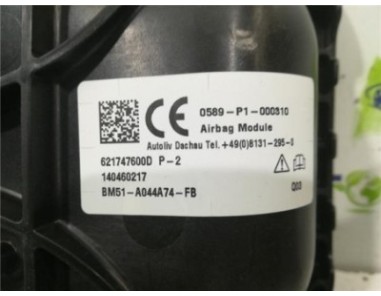 CE 0589-P1-000310
Airbag Module
Autoliv Dachau Tel.+49(0)8131-295-0
621747600D P-2
140460217
BM51-A044A74-FB